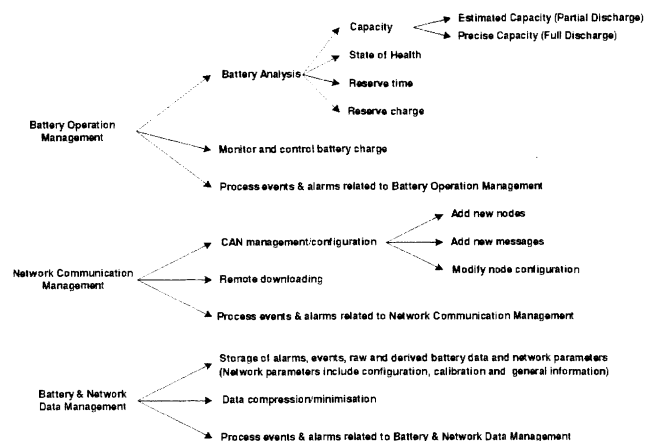 Estimated Capacity (Partial Discharge)
Capacity
Precise Capacity (Full Discharge)
State of Health
Battery Analysis
Reserve time
Reserve charge
Battery Operation
Management
Monitor and control battery charge
Process events & alarms related to Battery Operation Management
Add new nodes
CAN management/configuration
Add new messages
Modify node configuration
Network Communication
Management
Remote downloading
Process events & alarms related to Network Communication Management
Storage of alarms, events, raw and derived battery data and network parameters
(Network parameters include configuration, calibration and general information)
Battery & Network
Data Management
Data compression/minimisation
Process events & alarms related to Battery & Network Data Management